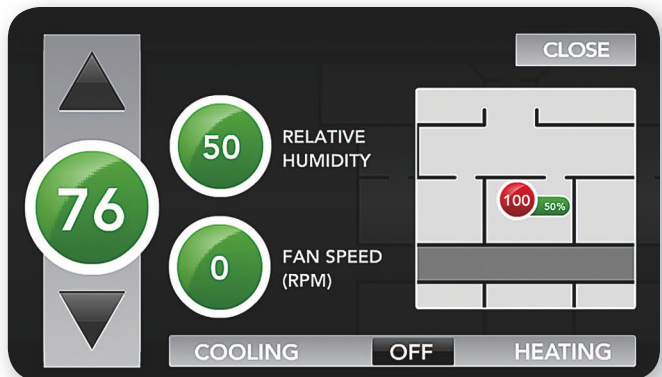 CLOSE
76
50
RELATIVE
HUMIDITY
100
50%
0
FAN SPEED
(RPM)
COOLING
OFF
HEATING